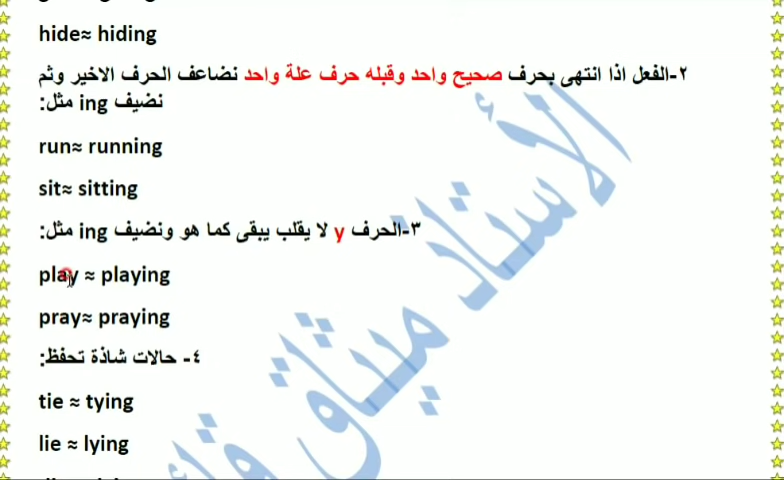 hide≈ hiding
٢-الفعل اذا انتهى بحرف صحيح واحد وقبله حرف علة واحد نضاعف الحرف الاخير وثم
نضيف ing مثل:
run≈ running
sit≈ sitting
٣-الحرف y لا يقلب يبقى كما هو ونضيف ing مثل:
play ≈ playing
pray≈ praying
٤- حالات شاذة تحفظ:
tie ≈ tying
lie ≈ lying
الأستاذ ميثاق